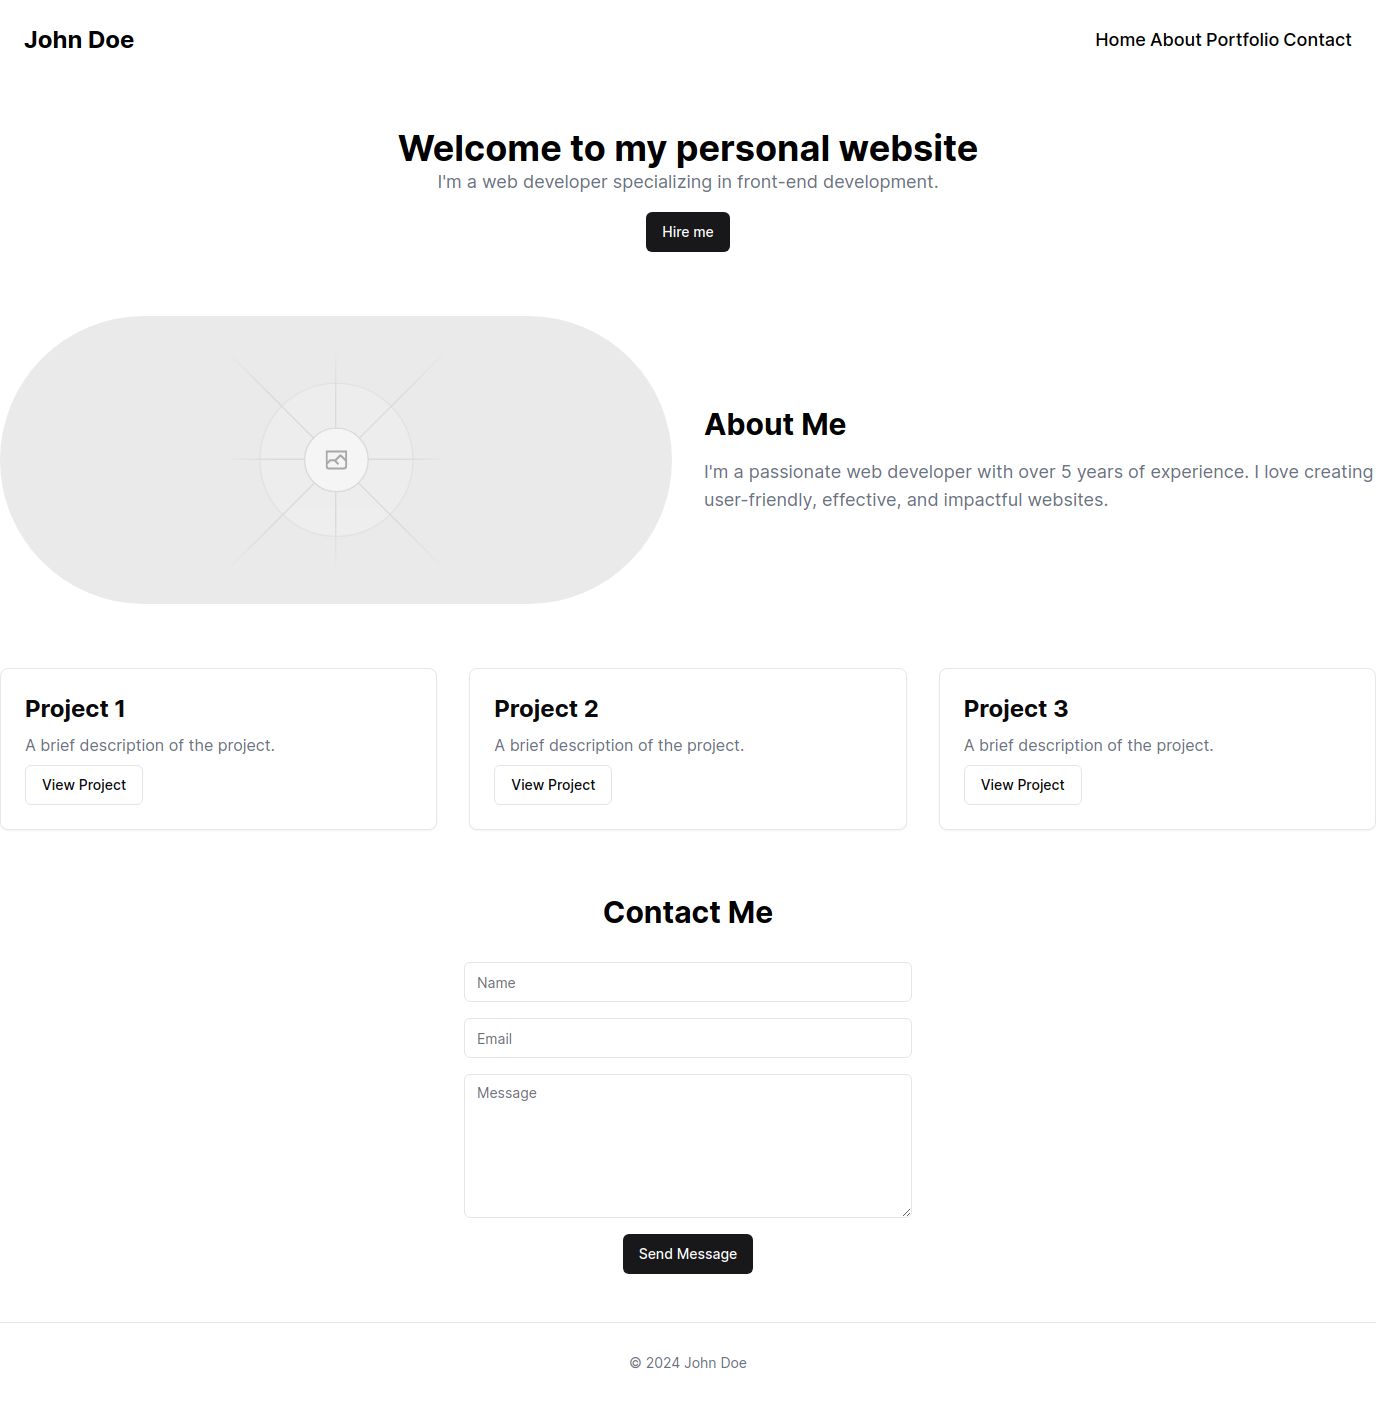 John Doe
Home About Portfolio Contact
Welcome to my personal website
I'm a web developer specializing in front-end development.
Hire me
About Me
I'm a passionate web developer with over 5 years of experience. I love creating
user-friendly, effective, and impactful websites.
Project 1
A brief description of the project.
View Project
Project 2
A brief description of the project.
View Project
Project 3
A brief description of the project.
View Project
Contact Me
Name
Email
Message
Send Message
© 2024 John Doe